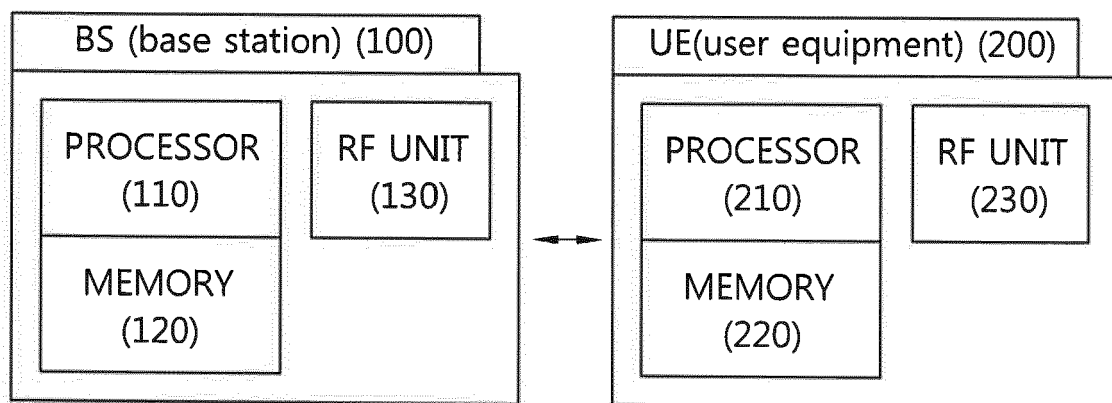 BS (base station) (100)
PROCESSOR
(110)
RF UNIT
(130)
MEMORY
(120)
UE(user equipment) (200)
PROCESSOR
(210)
RF UNIT
(230)
MEMORY
(220)